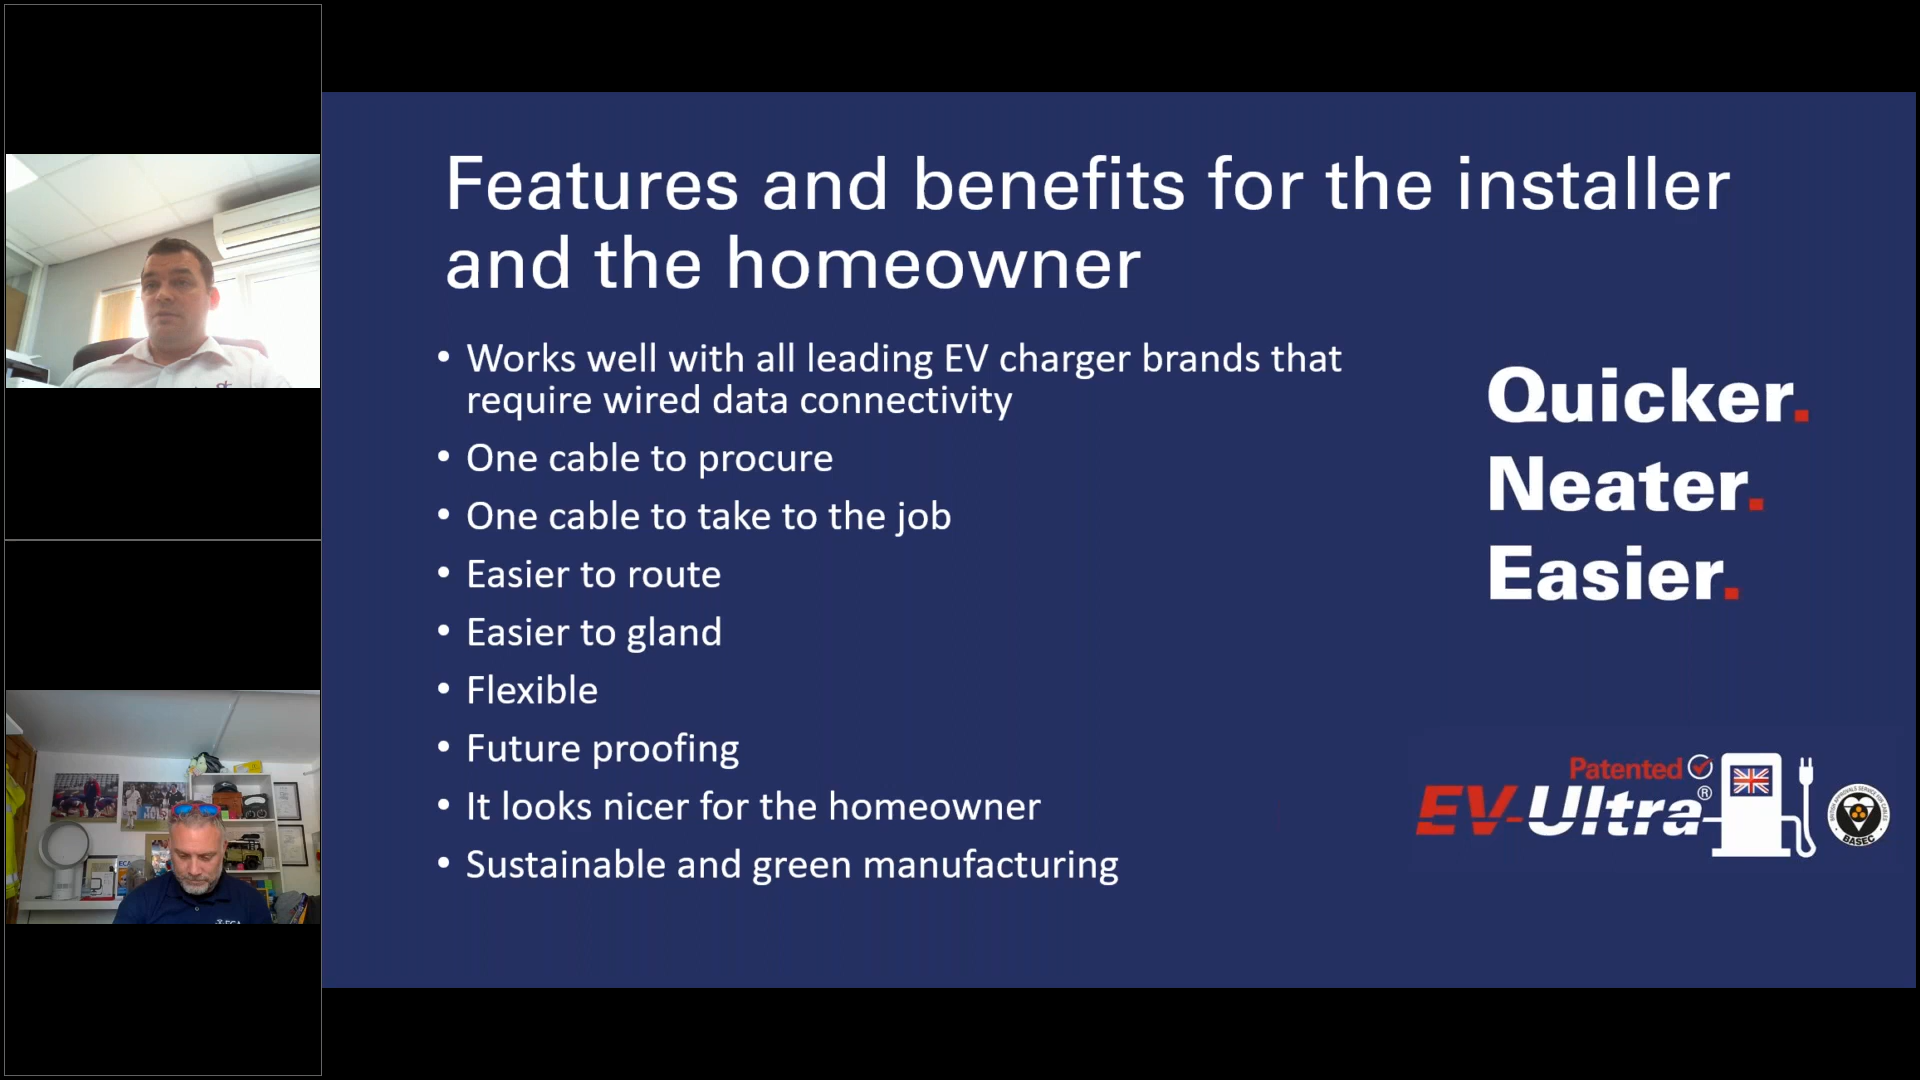 Features and benefits for the installer
and the homeowner
• Works well with all leading EV charger brands that
require wired data connectivity
• One cable to procure
• One cable to take to the job
• Easier to route
• Easier to gland
• Flexible
• Future proofing
• It looks nicer for the homeowner
• Sustainable and green manufacturing
Quicker.
Neater.
Easier.
Patented
EV-Ultra®
BASEC